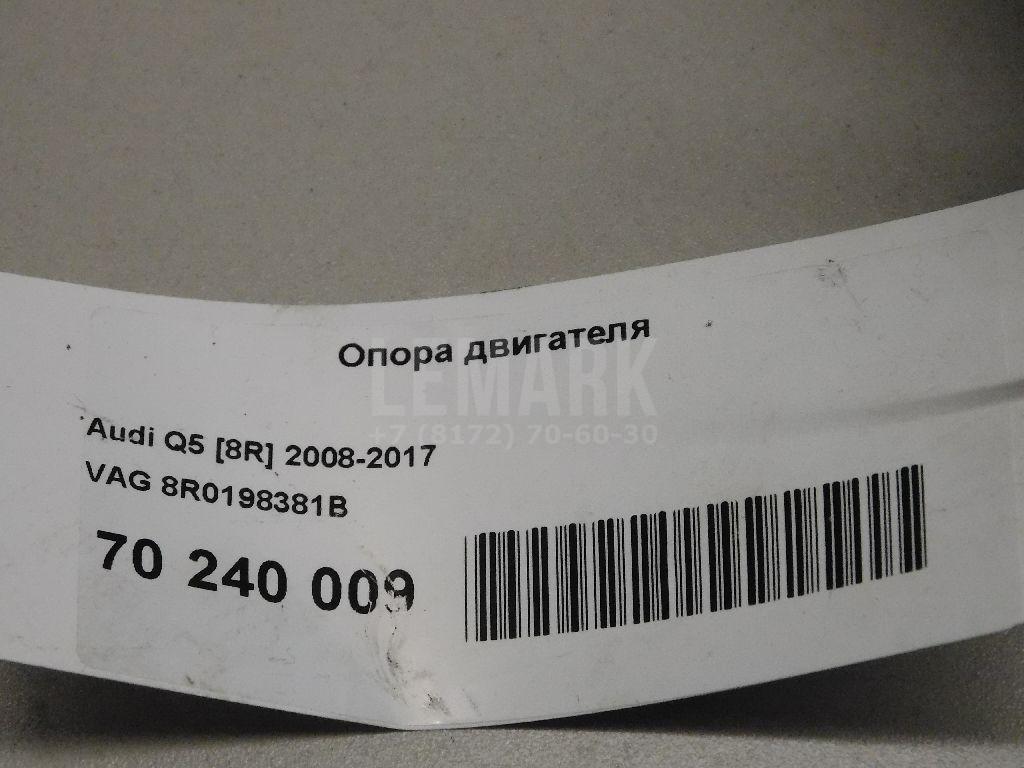 Опора двигателя
LEMARK
+7 (8172) 70-60-30
Audi Q5 [8R] 2008-2017
VAG 8R0198381B
70 240 009